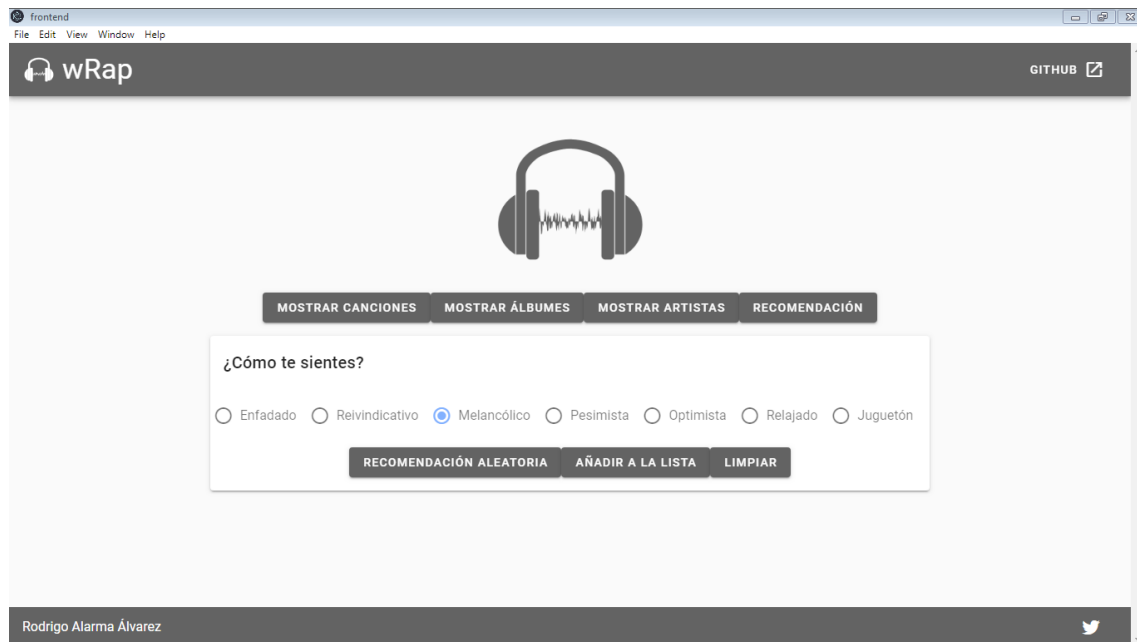 frontend
File Edit View Window Help
wRap
GITHUB
MOSTRAR CANCIONES MOSTRAR ÁLBUMES MOSTRAR ARTISTAS RECOMENDACIÓN
¿Cómo te sientes?
Enfadado Reivindicativo Melancólico Pesimista Optimista Relajado Juguetón
RECOMENDACIÓN ALEATORIA AÑADIR A LA LISTA LIMPIAR
Rodrigo Alarma Álvarez